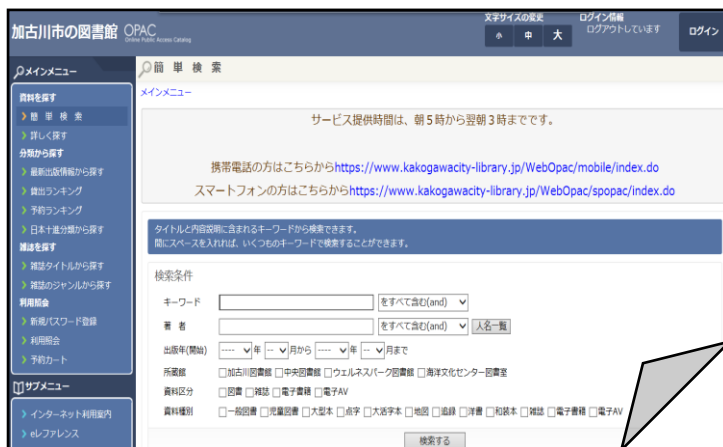 加古川市の図書館 OPAC
Online Public Access Catalog
文字サイズの変更
小 中 大
ログイン情報
ログアウトしています
ログイン
メインメニュー
資料を探す
簡 単 検 索
詳しく探す
分類から探す
最新出版情報から探す
貸出ランキング
予約ランキング
日本十進分類から探す
雑誌を探す
雑誌タイトルから探す
雑誌のジャンルから探す
利用照会
新規パスワード登録
利用照会
予約カート
サブメニュー
インターネット利用案内
eレファレンス
簡 単 検 索
メインメニュー
サービス提供時間は、朝5時から翌朝3時までです。
携帯電話の方はこちらからhttps://www.kakogawacity-library.jp/WebOpac/mobile/index.do
スマートフォンの方はこちらからhttps://www.kakogawacity-library.jp/WebOpac/spopac/index.do
タイトルと内容説明に含まれるキーワードから検索できます。
間にスペースを入れれば、いくつものキーワードで検索することができます。
検索条件
キーワード をすべて含む(and)
著 者 をすべて含む(and) 人名一覧
出版年(開始) ---- 年 -- 月から ---- 年 -- 月まで
所蔵館 加古川図書館 中央図書館 ウェルネスパーク図書館 海洋文化センター図書室
資料区分 図書 雑誌 電子書籍 電子AV
資料種別 一般図書 児童図書 大型本 点字 大活字本 地図 追録 洋書 和装本 雑誌 電子書籍 電子AV
検索する